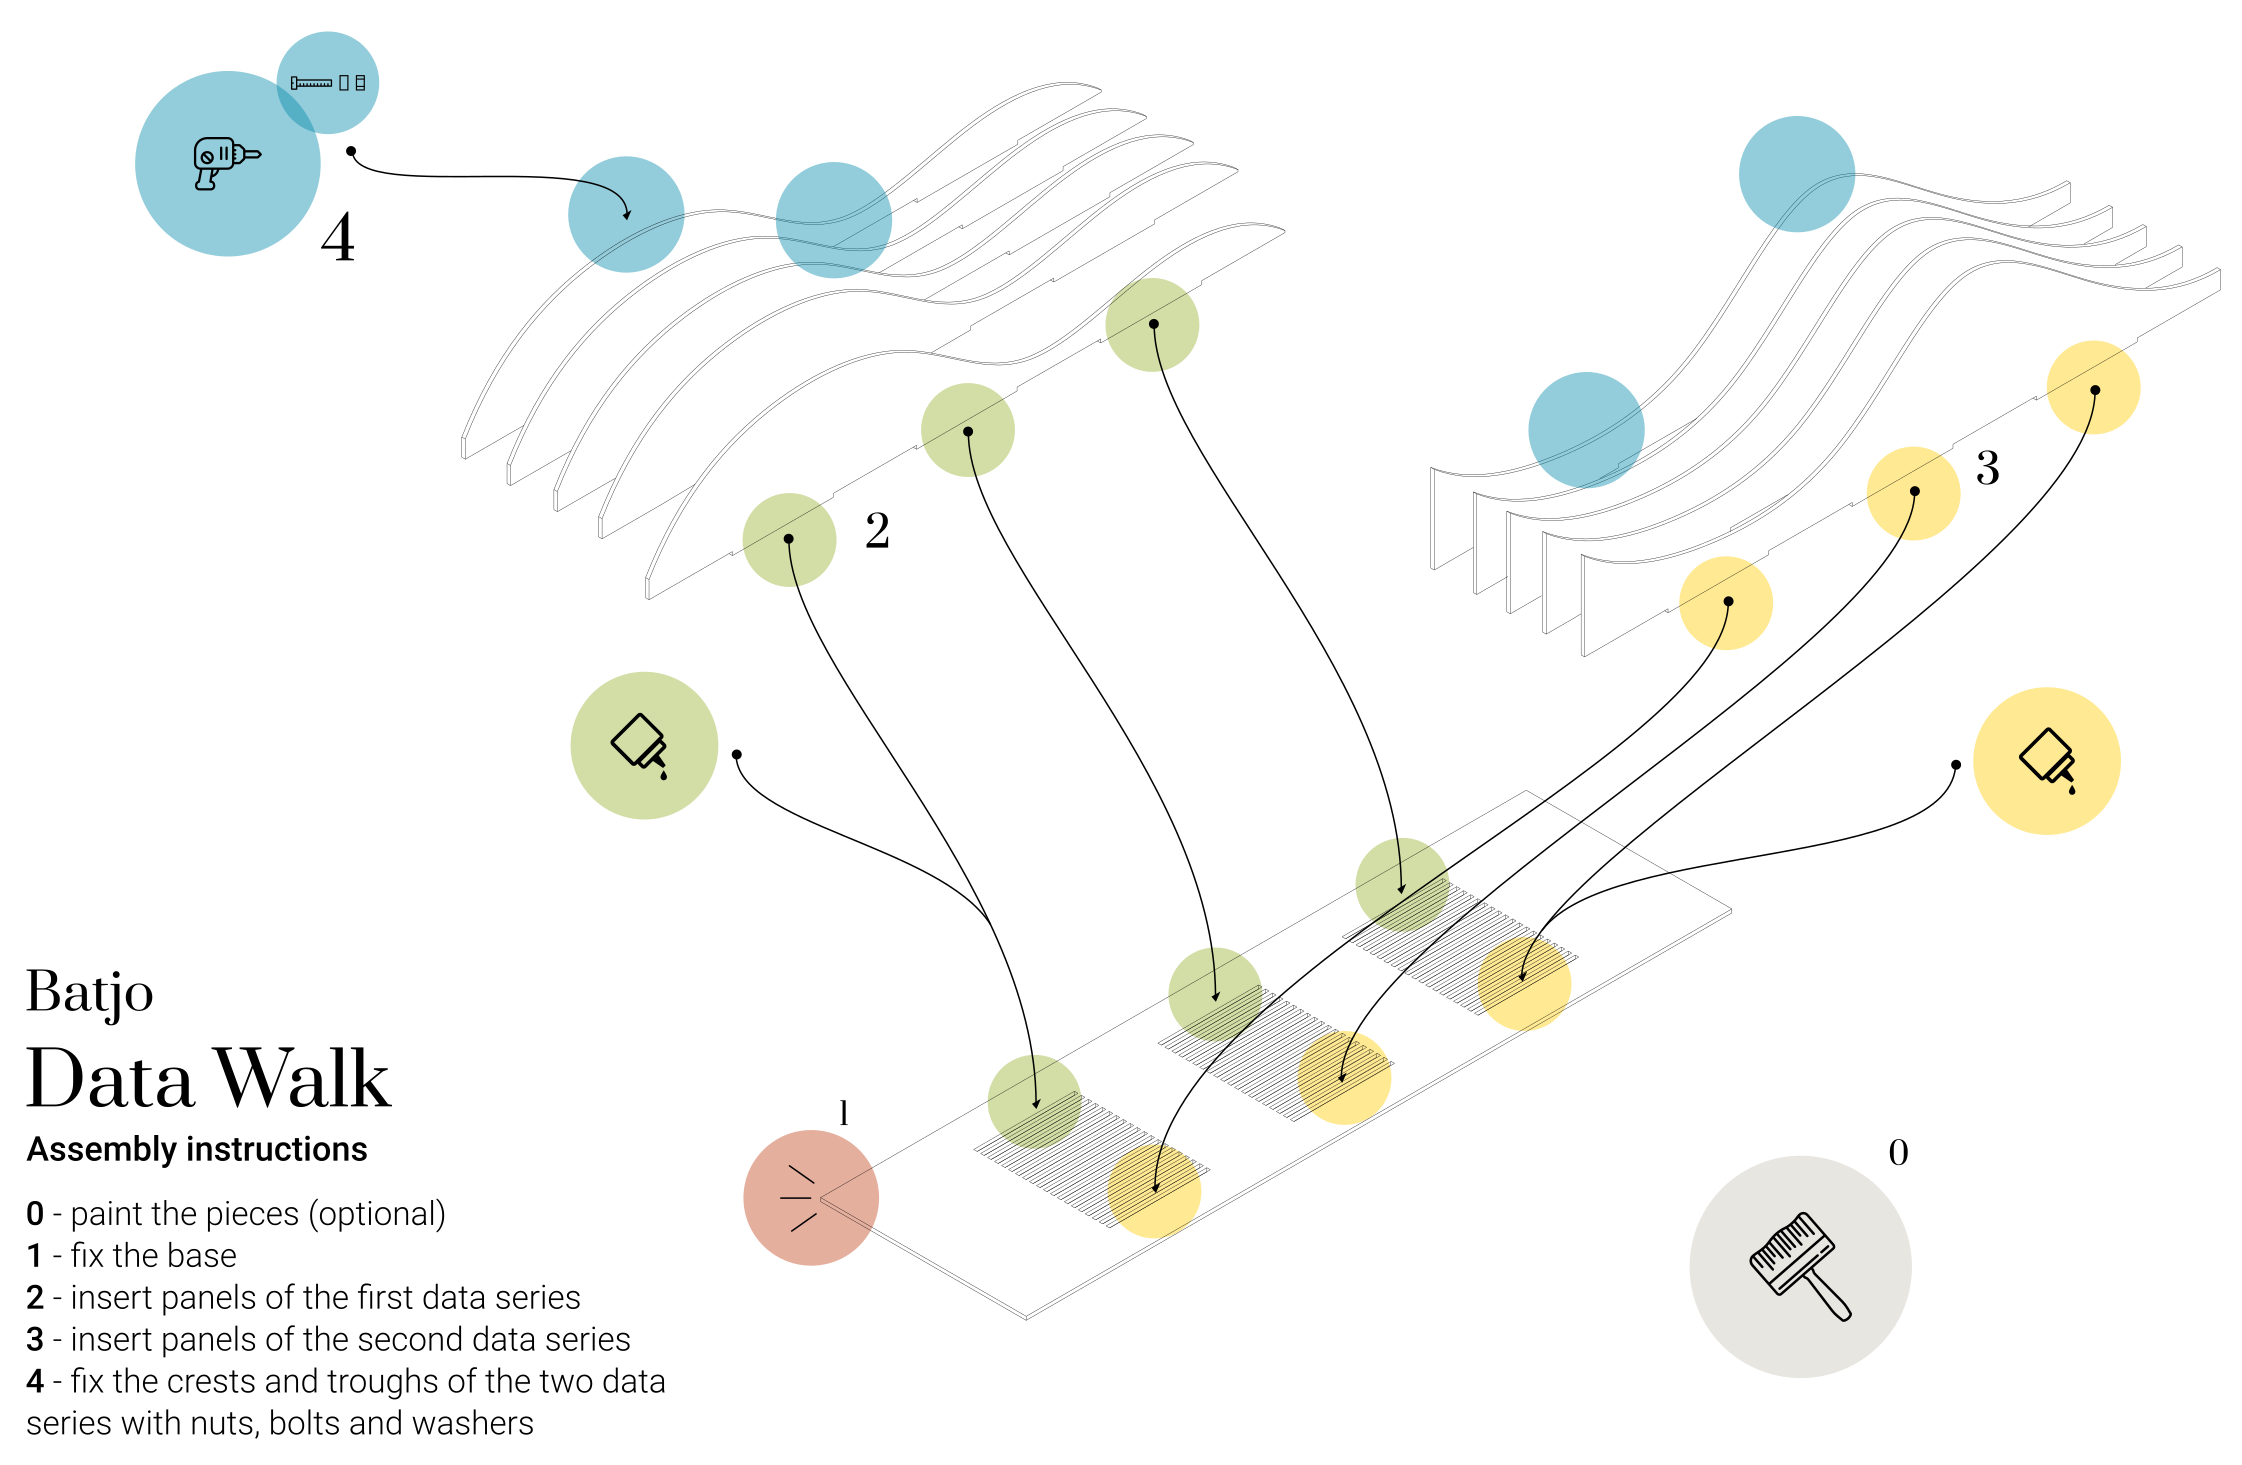 4
2
3
Batjo
Data Walk
Assembly instructions
0 - paint the pieces (optional)
1 - fix the base
2 - insert panels of the first data series
3 - insert panels of the second data series
4 - fix the crests and troughs of the two data
series with nuts, bolts and washers
1
0